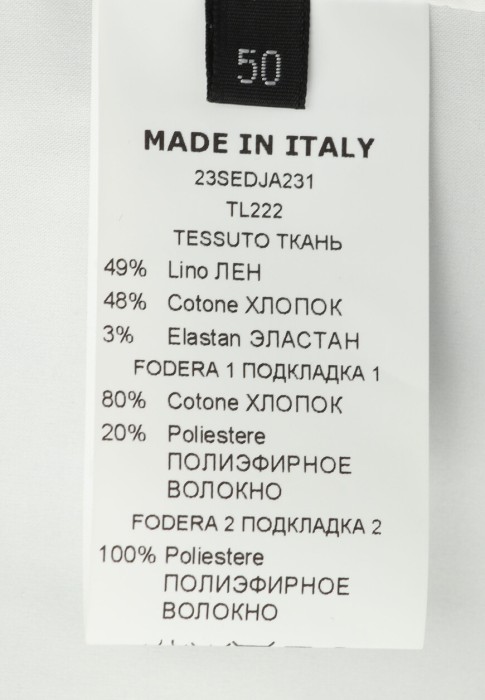 50
MADE IN ITALY
23SEDJA231
TL222
TESSUTO ТКАНЬ
49% Lino ЛЕН
48% Cotone ХЛОПОК
3% Elastan ЭЛАСТАН
FODERA 1 ПОДКЛАДКА 1
80% Cotone ХЛОПОК
20% Poliestere
ПОЛИЭФИРНОЕ
ВОЛОКНО
FODERA 2 ПОДКЛАДКА 2
100% Poliestere
ПОЛИЭФИРНОЕ
ВОЛОКНО